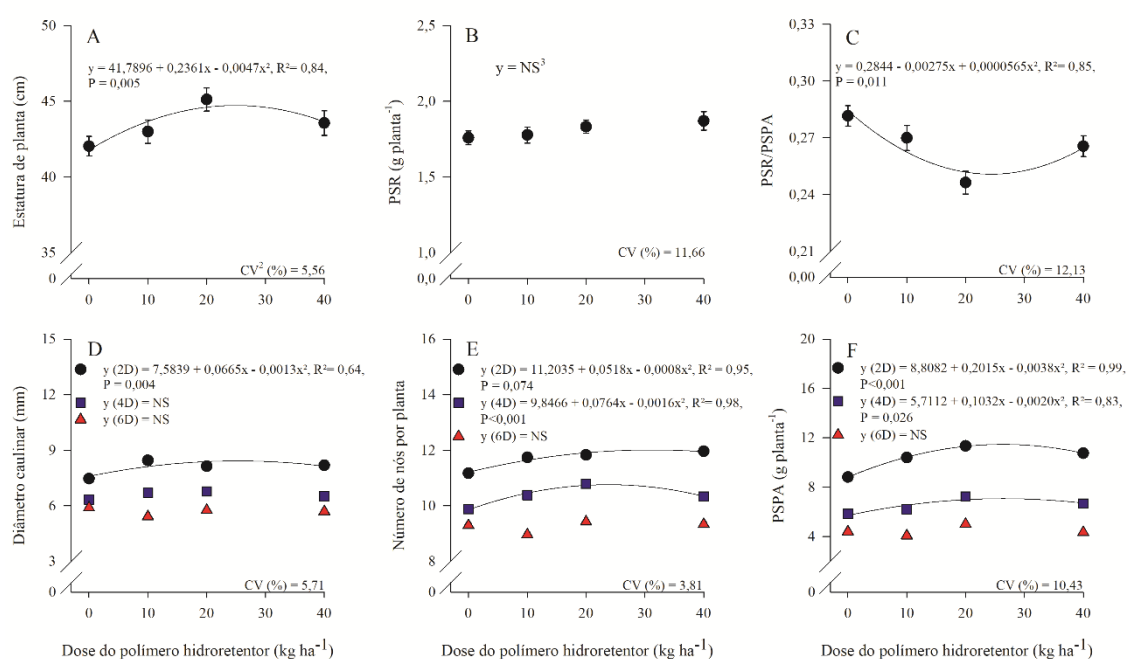 A
y = 41,7896 + 0,2361x - 0,0047x², R²= 0,84,
P = 0,005
Estatura de planta (cm)
50
45
40
35
0
CV² (%) = 5,56
0 10 20 30 40
B
y = NS³
PSR (g planta⁻¹)
2,5
2,0
1,5
1,0
0,0
CV (%) = 11,66
0 10 20 30 40
C
y = 0,2844 - 0,00275x + 0,0000565x², R²= 0,85,
P = 0,011
PSR/PSPA
0,33
0,30
0,27
0,24
0,21
0,00
CV (%) = 12,13
0 10 20 30 40
D
y (2D) = 7,5839 + 0,0665x - 0,0013x², R²= 0,64,
P = 0,004
y (4D) = NS
y (6D) = NS
Diâmetro caulinar (mm)
15
12
9
6
3
0
CV (%) = 5,71
0 10 20 30 40
Dose do polímero hidroretentor (kg ha⁻¹)
E
y (2D) = 11,2035 + 0,0518x - 0,0008x², R² = 0,95,
P = 0,074
y (4D) = 9,8466 + 0,0764x - 0,0016x², R²= 0,98,
P<0,001
y (6D) = NS
Número de nós por planta
16
14
12
10
8
0
CV (%) = 3,81
0 10 20 30 40
Dose do polímero hidroretentor (kg ha⁻¹)
F
y (2D) = 8,8082 + 0,2015x - 0,0038x², R² = 0,99,
P<0,001
y (4D) = 5,7112 + 0,1032x - 0,0020x², R²= 0,83,
P = 0,026
y (6D) = NS
PSPA (g planta⁻¹)
20
16
12
8
4
0
CV (%) = 10,43
0 10 20 30 40
Dose do polímero hidroretentor (kg ha⁻¹)